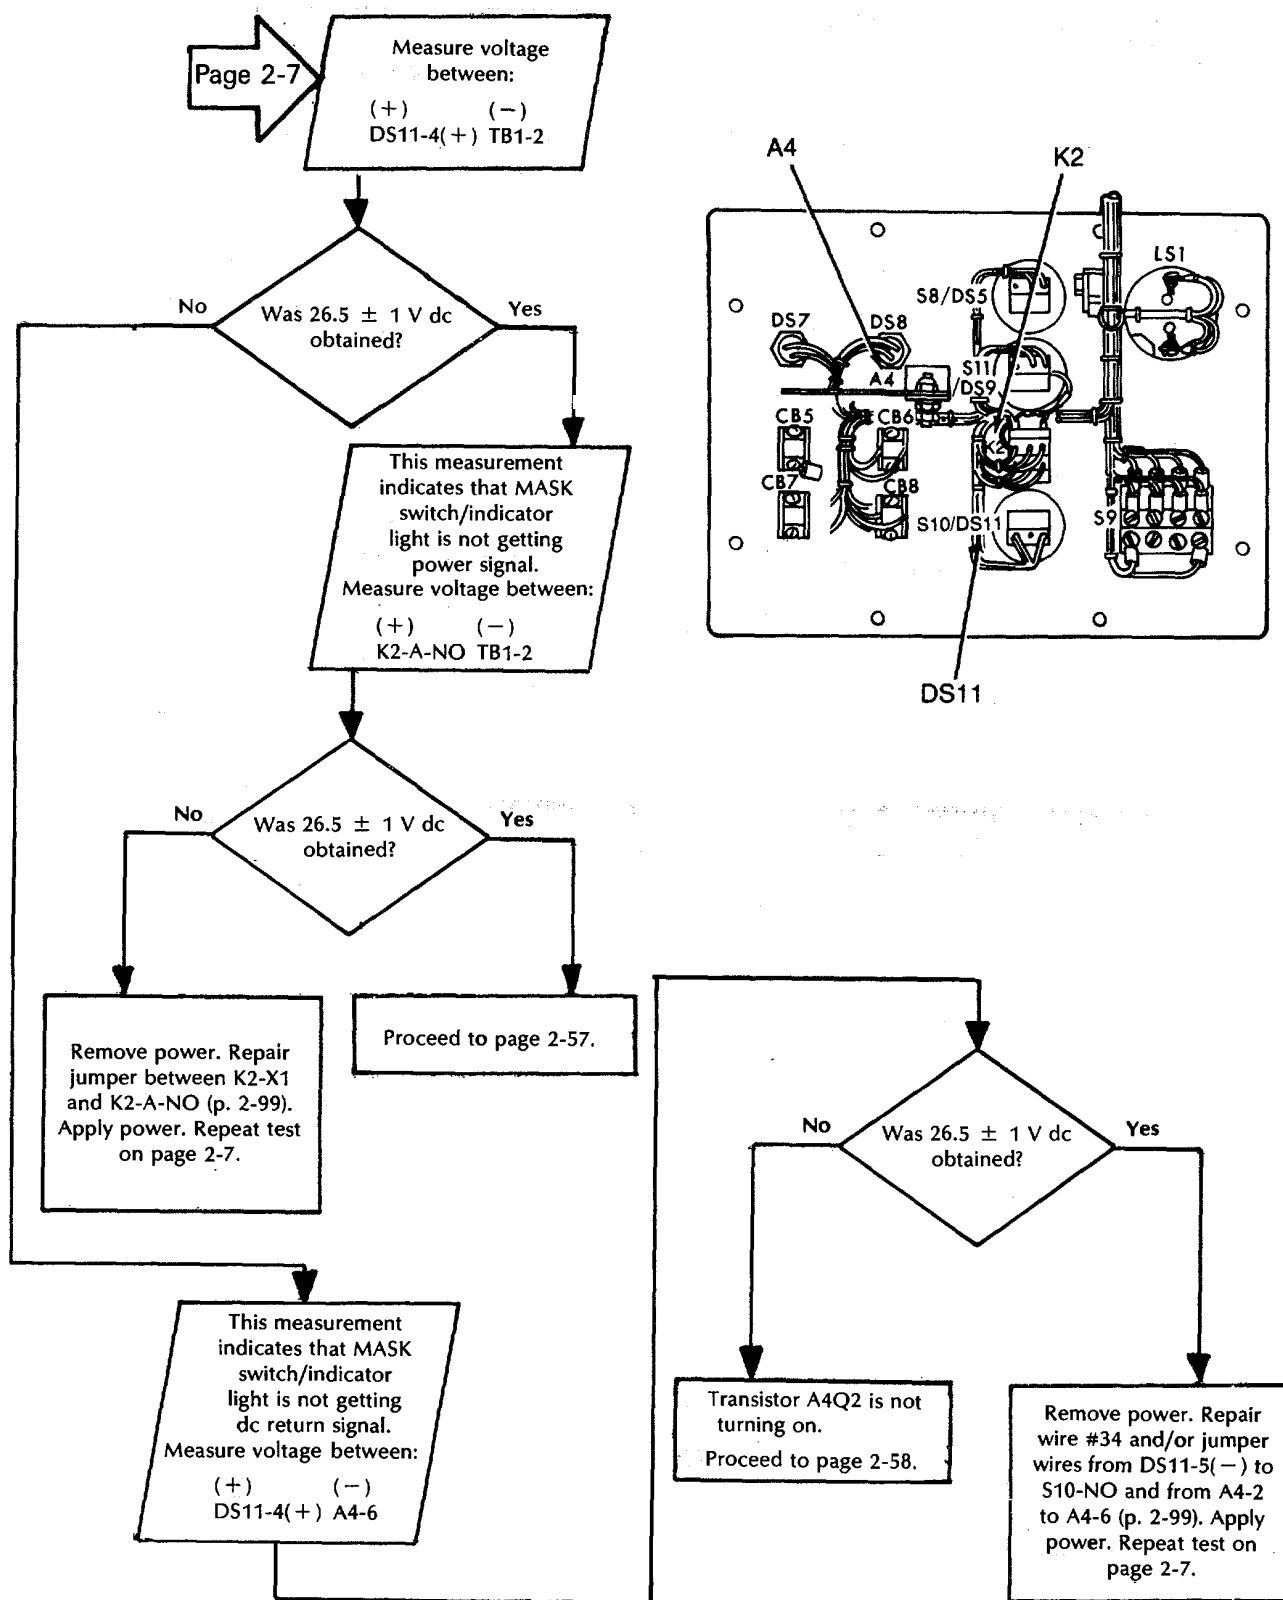 Page 2-7
Measure voltage
between:
(+) (−)
DS11-4(+) TB1-2
No
Was 26.5 ± 1 V dc
obtained?
Yes
This measurement
indicates that MASK
switch/indicator
light is not getting
power signal.
Measure voltage between:
(+) (−)
K2-A-NO TB1-2
No
Was 26.5 ± 1 V dc
obtained?
Yes
Remove power. Repair
jumper between K2-X1
and K2-A-NO (p. 2-99).
Apply power. Repeat test
on page 2-7.
Proceed to page 2-57.
This measurement
indicates that MASK
switch/indicator
light is not getting
dc return signal.
Measure voltage between:
(+) (−)
DS11-4(+) A4-6
No
Was 26.5 ± 1 V dc
obtained?
Yes
Transistor A4Q2 is not
turning on.
Proceed to page 2-58.
Remove power. Repair
wire #34 and/or jumper
wires from DS11-5(−) to
S10-NO and from A4-2
to A4-6 (p. 2-99). Apply
power. Repeat test on
page 2-7.
A4
K2
LS1
S8/DS5
DS7
DS8
A4
S11
/DS9
CB5
CB6
K2
CB7
CB8
S10/DS11
S9
DS11